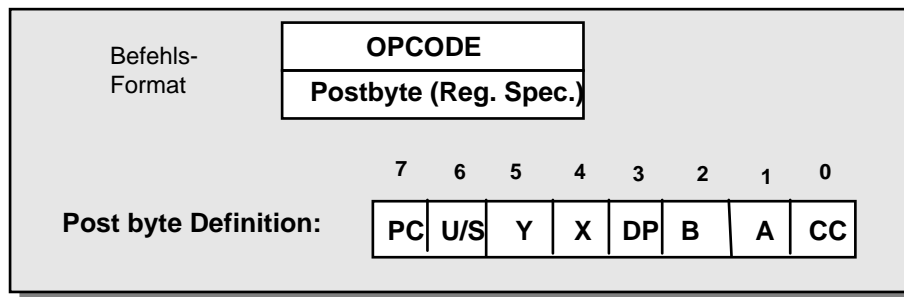 Befehls-
Format
OPCODE
Postbyte (Reg. Spec.)
7 6 5 4 3 2 1 0
Post byte Definition: PC U/S Y X DP B A CC